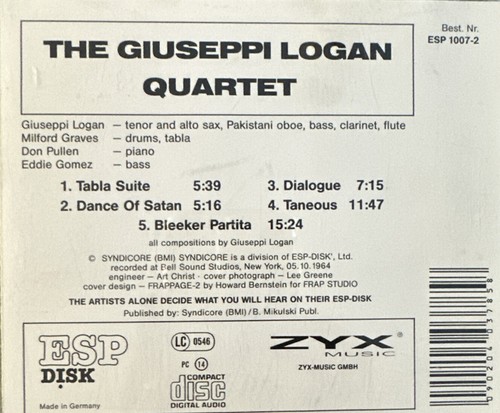 THE GIUSEPPI LOGAN
QUARTET
Best. Nr.
ESP 1007-2
Giuseppi Logan – tenor and alto sax, Pakistani oboe, bass, clarinet, flute
Milford Graves – drums, tabla
Don Pullen – piano
Eddie Gomez – bass
1. Tabla Suite 5:39 3. Dialogue 7:15
2. Dance Of Satan 5:16 4. Taneous 11:47
5. Bleeker Partita 15:24
all compositions by Giuseppi Logan
© SYNDICORE (BMI) SYNDICORE is a division of ESP-DISK', Ltd.
recorded at Bell Sound Studios, New York, 05.10.1964
engineer – Art Christ · cover photograph – Lee Greene
cover design – FRAPPAGE-2 by Howard Bernstein for FRAP STUDIO
THE ARTISTS ALONE DECIDE WHAT YOU WILL HEAR ON THEIR ESP-DISK
Published by: Syndicore (BMI)/B. Mikulski Publ.
ESP
DISK
Made in Germany
LC 0546
PC 14
COMPACT
disc
DIGITAL AUDIO
ZYX®
MUSIC
ZYX-MUSIC GMBH